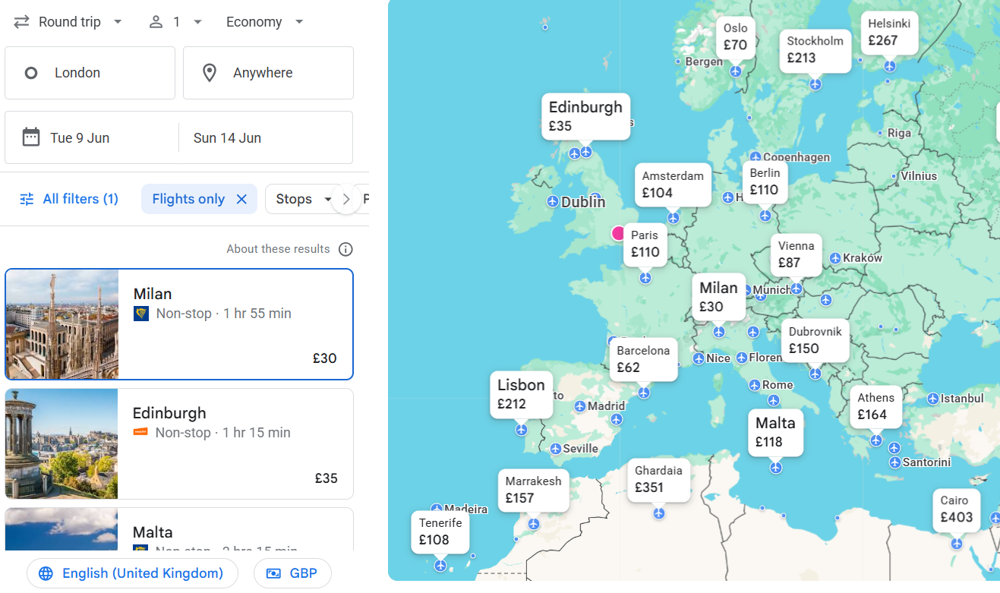 Round trip
1
Economy
London
Anywhere
Tue 9 Jun
Sun 14 Jun
All filters (1)
Flights only
Stops
P
About these results
Milan
Non-stop · 1 hr 55 min
£30
Edinburgh
easyJet
Non-stop · 1 hr 15 min
£35
Malta
Non-stop
English (United Kingdom)
GBP
Oslo
£70
Stockholm
£213
Helsinki
£267
Bergen
Edinburgh
£35
s
Riga
Copenhagen
Vilnius
Amsterdam
£104
Berlin
£110
H
Dublin
Paris
£110
Vienna
£87
Kraków
Munich
Milan
£30
Dubrovnik
£150
Barcelona
£62
Nice
Floren
Rome
Lisbon
£212
to
Madrid
Athens
£164
Istanbul
Malta
£118
Seville
Santorini
Marrakesh
£157
Ghardaia
£351
Madeira
Tenerife
£108
Cairo
£403